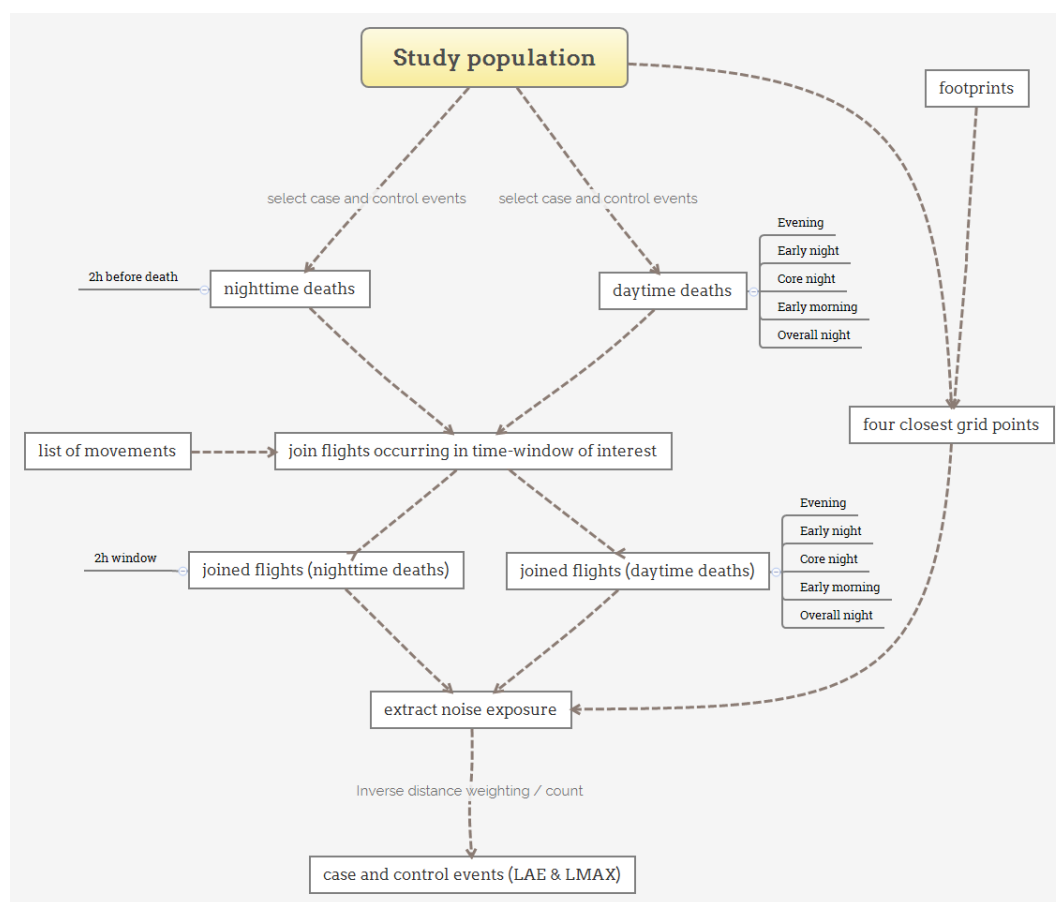 Study population
footprints
select case and control events
select case and control events
Evening
Early night
2h before death
nighttime deaths
daytime deaths
Core night
Early morning
Overall night
four closest grid points
list of movements
join flights occurring in time-window of interest
Evening
Early night
2h window
joined flights (nighttime deaths)
joined flights (daytime deaths)
Core night
Early morning
Overall night
extract noise exposure
Inverse distance weighting / count
case and control events (LAE & LMAX)